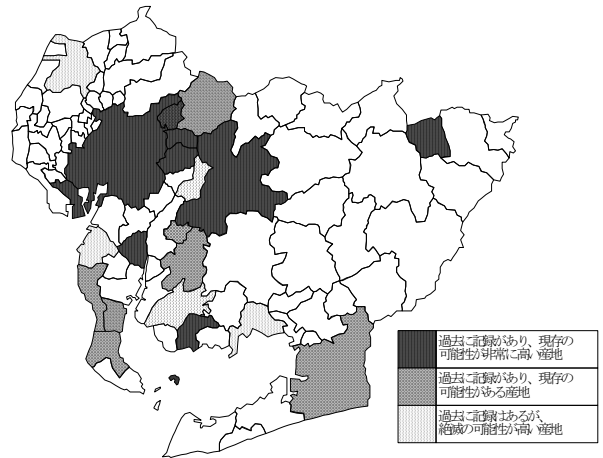 過去に記録があり、現存の
可能性が非常に高い産地
過去に記録があり、現存の
可能性がある産地
過去に記録はあるが、
絶滅の可能性が高い産地